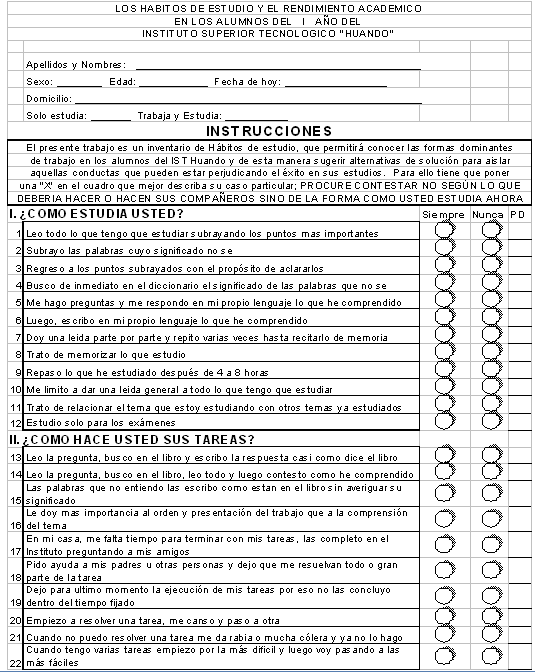 LOS HABITOS DE ESTUDIO Y EL RENDIMIENTO ACADEMICO
EN LOS ALUMNOS DEL I AÑO DEL
INSTITUTO SUPERIOR TECNOLOGICO "HUANDO"
Apellidos y Nombres:
Sexo: Edad: Fecha de hoy:
Domicilio:
Solo estudia: Trabaja y Estudia:
INSTRUCCIONES
El presente trabajo es un inventario de Hábitos de estudio, que permitirá conocer las formas dominantes
de trabajo en los alumnos del IST Huando y de esta manera sugerir alternativas de solución para aislar
aquellas conductas que pueden estar perjudicando el éxito en sus estudios. Para ello tiene que poner
una "X" en el cuadro que mejor describa su caso particular; PROCURE CONTESTAR NO SEGÚN LO QUE
DEBERIA HACER O HACEN SUS COMPAÑEROS SINO DE LA FORMA COMO USTED ESTUDIA AHORA
I. ¿COMO ESTUDIA USTED? Siempre Nunca PD
1 Leo todo lo que tengo que estudiar subrayando los puntos mas importantes
2 Subrayo las palabras cuyo significado no se
3 Regreso a los puntos subrayados con el propósito de aclararlos
4 Busco de inmediato en el diccionario el significado de las palabras que no se
5 Me hago preguntas y me respondo en mi propio lenguaje lo que he comprendido
6 Luego, escribo en mi propio lenguaje lo que he comprendido
7 Doy una leida parte por parte y repito varias veces hasta recitarlo de memoria
8 Trato de memorizar lo que estudio
9 Repaso lo que he estudiado después de 4 a 8 horas
10 Me limito a dar una leida general a todo lo que tengo que estudiar
11 Trato de relacionar el tema que estoy estudiando con otros temas ya estudiados
12 Estudio solo para los exámenes
II. ¿COMO HACE USTED SUS TAREAS?
13 Leo la pregunta, busco en el libro y escribo la respuesta casi como dice el libro
14 Leo la pregunta, busco en el libro, leo todo y luego contesto como he comprendido
Las palabras que no entiendo las escribo como estan en el libro sin averiguar su
15 significado
Le doy mas importancia al orden y presentación del trabajo que a la comprensión
16 del tema
En mi casa, me falta tiempo para terminar con mis tareas, las completo en el
17 Instituto preguntando a mis amigos
Pido ayuda a mis padres u otras personas y dejo que me resuelvan todo o gran
18 parte de la tarea
Dejo para ultimo momento la ejecución de mis tareas por eso no las concluyo
19 dentro del tiempo fijado
20 Empiezo a resolver una tarea, me canso y paso a otra
21 Cuando no puedo resolver una tarea me da rabia o mucha cólera y ya no lo hago
Cuando tengo varias tareas empiezo por la más dificil y luego voy pasando a las
22 más fáciles